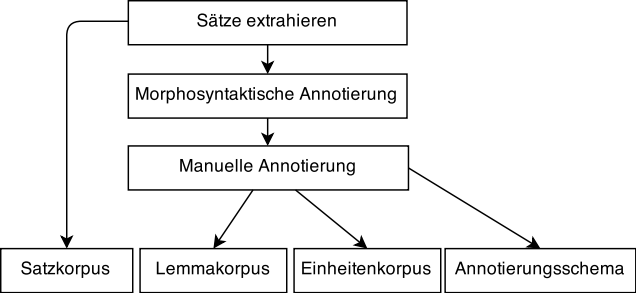 Sätze extrahieren
Morphosyntaktische Annotierung
Manuelle Annotierung
Satzkorpus
Lemmakorpus
Einheitenkorpus
Annotierungsschema